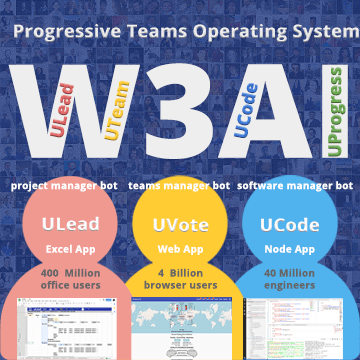 Progressive Teams Operating System
W3A
ULead
UTeam
UCode
UProgress
project manager bot teams manager bot software manager bot
ULead UVote UCode
Excel App Web App Node App
400 Million 4 Billion 40 Million
office users browser users engineers